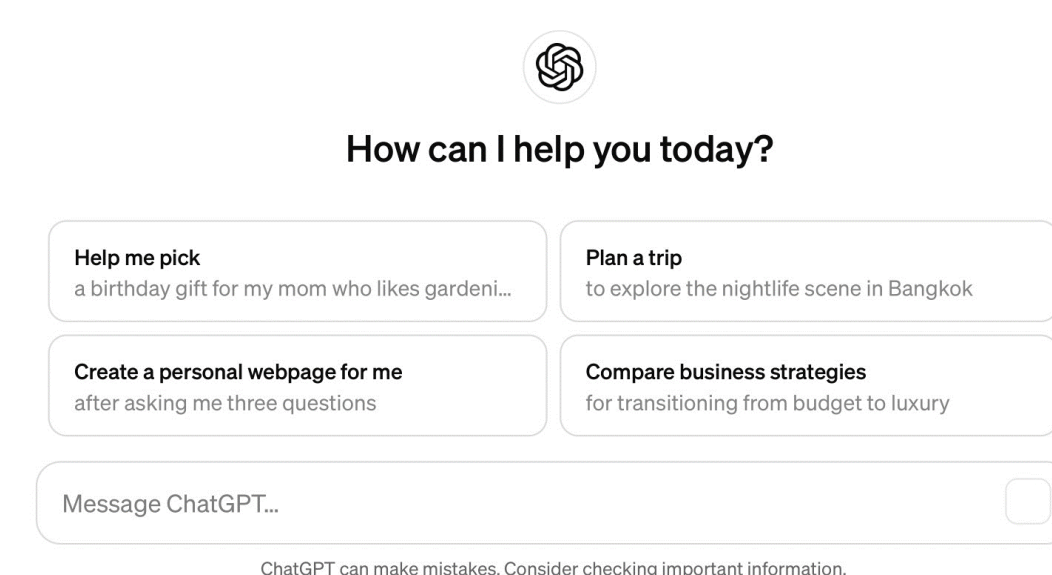 How can I help you today?
Help me pick
a birthday gift for my mom who likes gardeni...
Plan a trip
to explore the nightlife scene in Bangkok
Create a personal webpage for me
after asking me three questions
Compare business strategies
for transitioning from budget to luxury
Message ChatGPT...
ChatGPT can make mistakes. Consider checking important information.